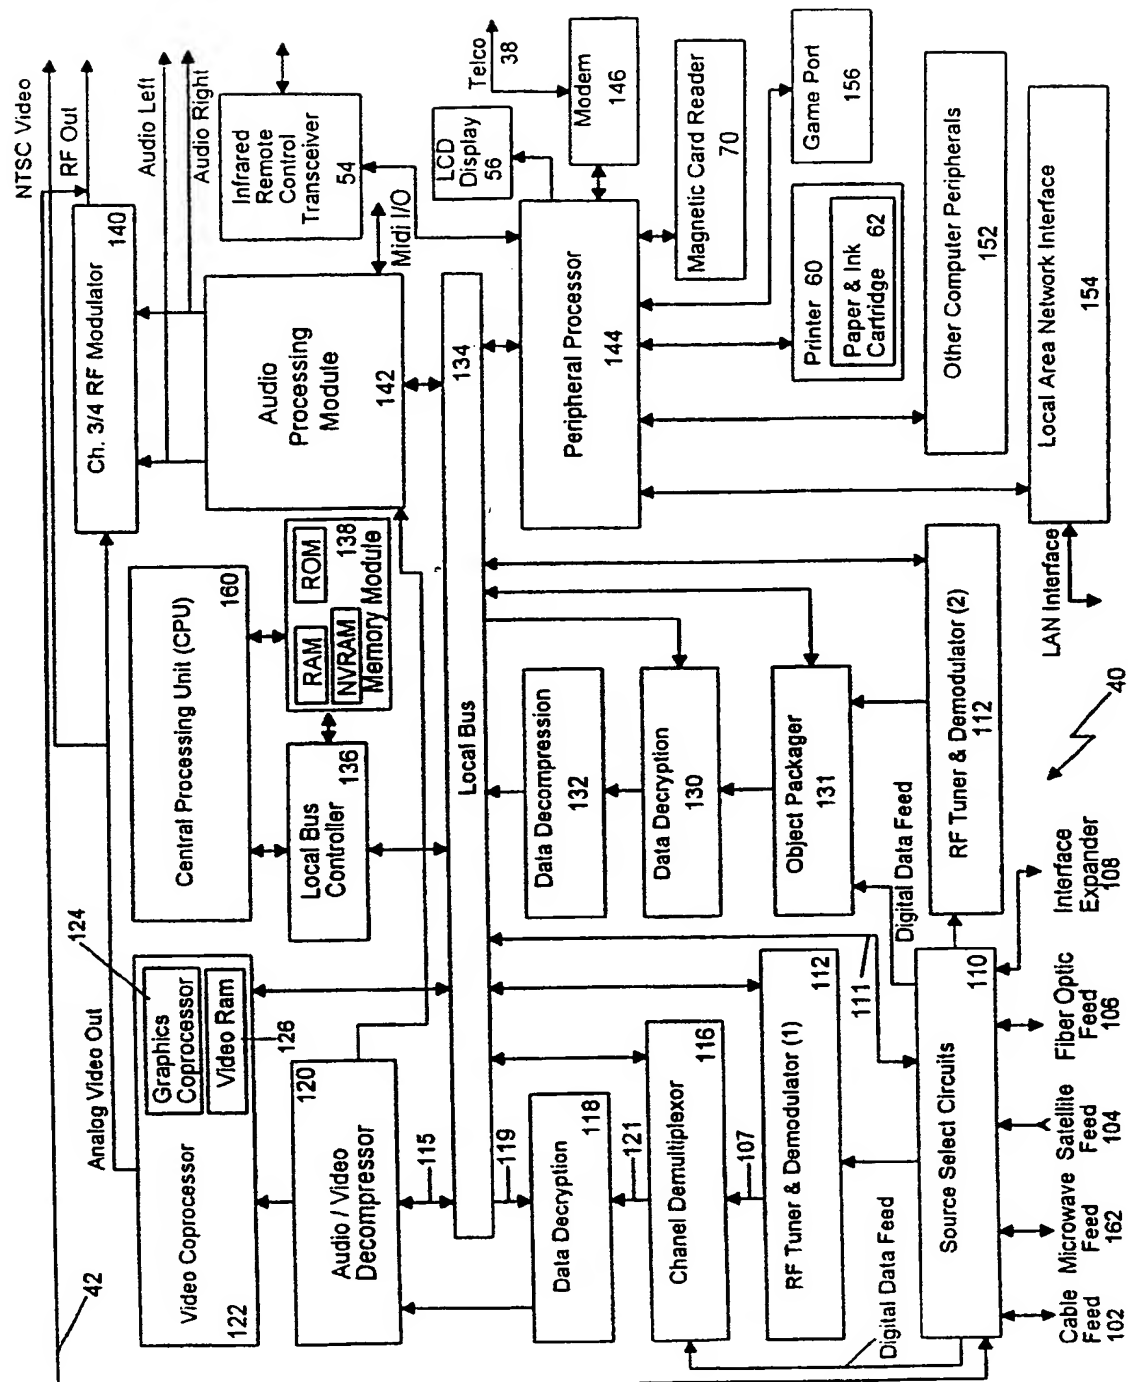 42
NTSC Video
RF Out
Audio Left
Audio Right
Analog Video Out
124
Graphics
Coprocessor
Video Ram
126
Video Coprocessor
122
Central Processing Unit (CPU)
160
Ch. 3/4 RF Modulator
140
Audio / Video
Decompressor
120
Local Bus
Controller
136
RAM
ROM
NVRAM
138
Memory Module
Audio
Processing
Module
142
Midi I/O
Infrared
Remote
Control
Transceiver
54
115
119
Local Bus
134
LCD
Display
56
Telco
38
Modem
146
Data Decryption
118
121
Chanel Demultiplexor
116
107
RF Tuner & Demodulator (1)
112
Data Decompression
132
Data Decryption
130
Object Packager
131
Peripheral Processor
144
Magnetic Card Reader
70
Game Port
156
Printer 60
Paper & Ink
Cartridge
62
Other Computer Peripherals
152
Local Area Network Interface
154
LAN Interface
111
Digital Data Feed
RF Tuner & Demodulator (2)
112
Digital Data Feed
Source Select Circuits
110
Cable
Feed
102
Microwave
Feed
162
Satellite
Feed
104
Fiber Optic
Feed
106
Interface
Expander
108
40